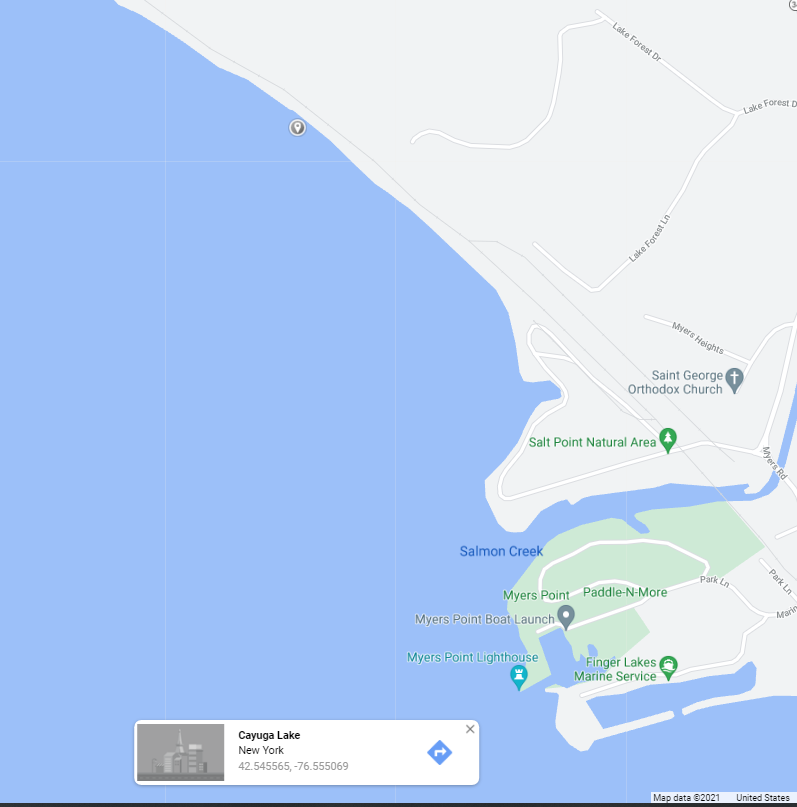 Lake Forest Dr
Lake Forest D
Lake Forest Ln
Myers Heights
Saint George
Orthodox Church
Salt Point Natural Area
Myers Rd
Salmon Creek
Park Ln
Park Ln
Myers Point
Paddle-N-More
Marin
Myers Point Boat Launch
Myers Point Lighthouse
Finger Lakes
Marine Service
Cayuga Lake
New York
42.545565, -76.555069
Map data ©2021 United States